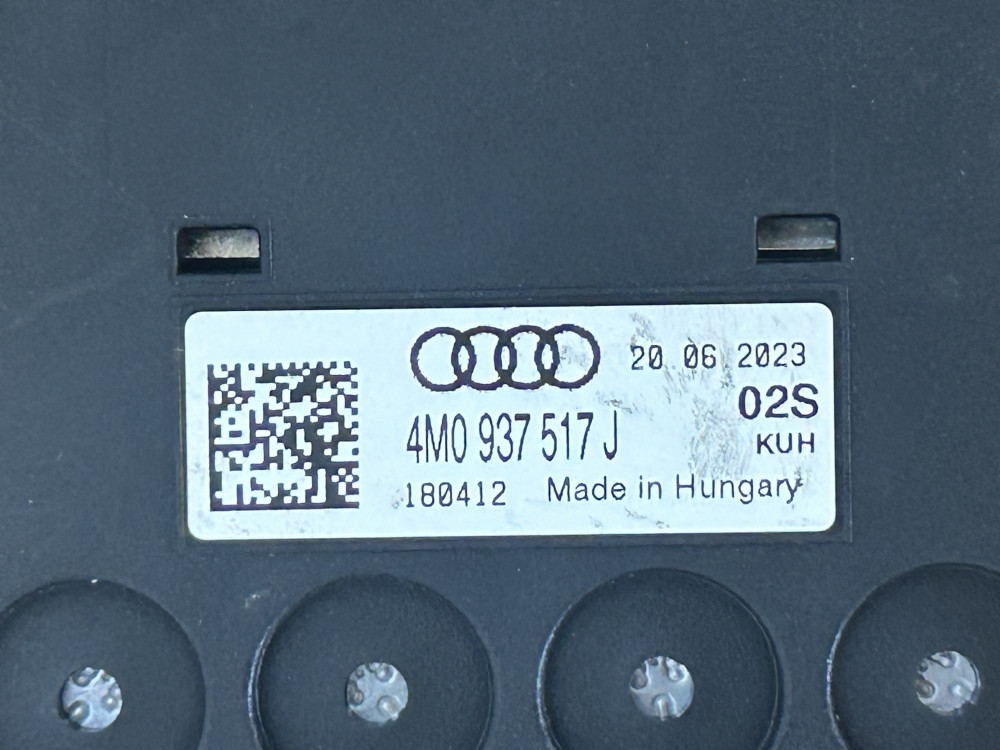 20 06 2023
02S
4M0 937 517 J
KUH
180412 Made in Hungary